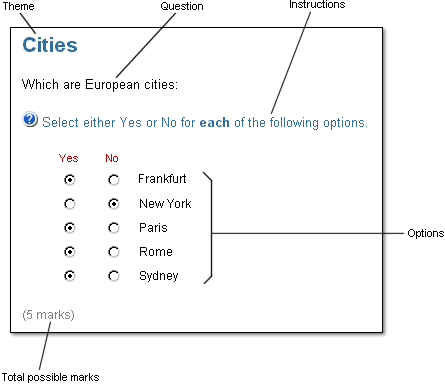 Theme
Question
Instructions
Cities
Which are European cities:
? Select either Yes or No for each of the following options.
Yes No
Frankfurt
New York
Paris
Rome
Sydney
Options
(5 marks)
Total possible marks